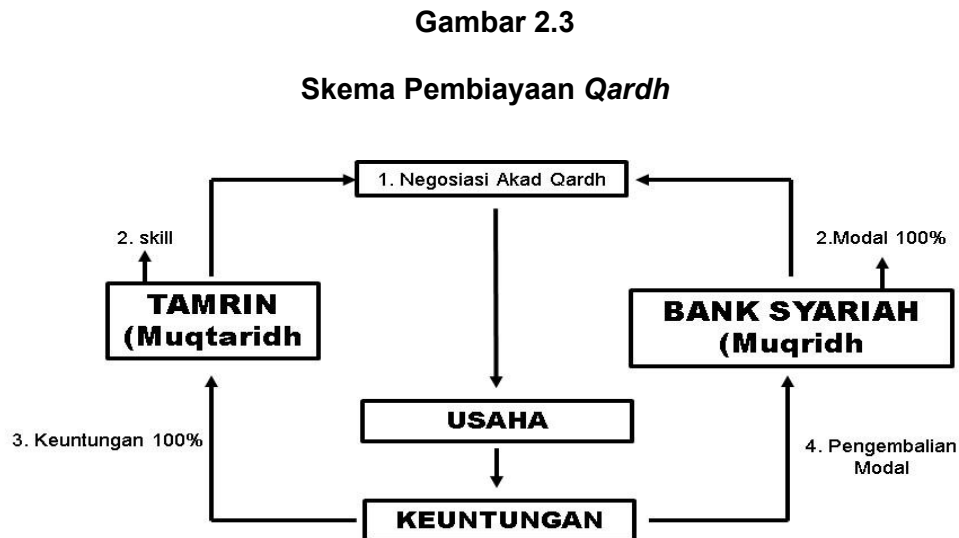 Gambar 2.3
Skema Pembiayaan Qardh
1. Negosiasi Akad Qardh
2. skill
2.Modal 100%
TAMRIN
(Muqtaridh
BANK SYARIAH
(Muqridh
USAHA
3. Keuntungan 100%
4. Pengembalian
Modal
KEUNTUNGAN